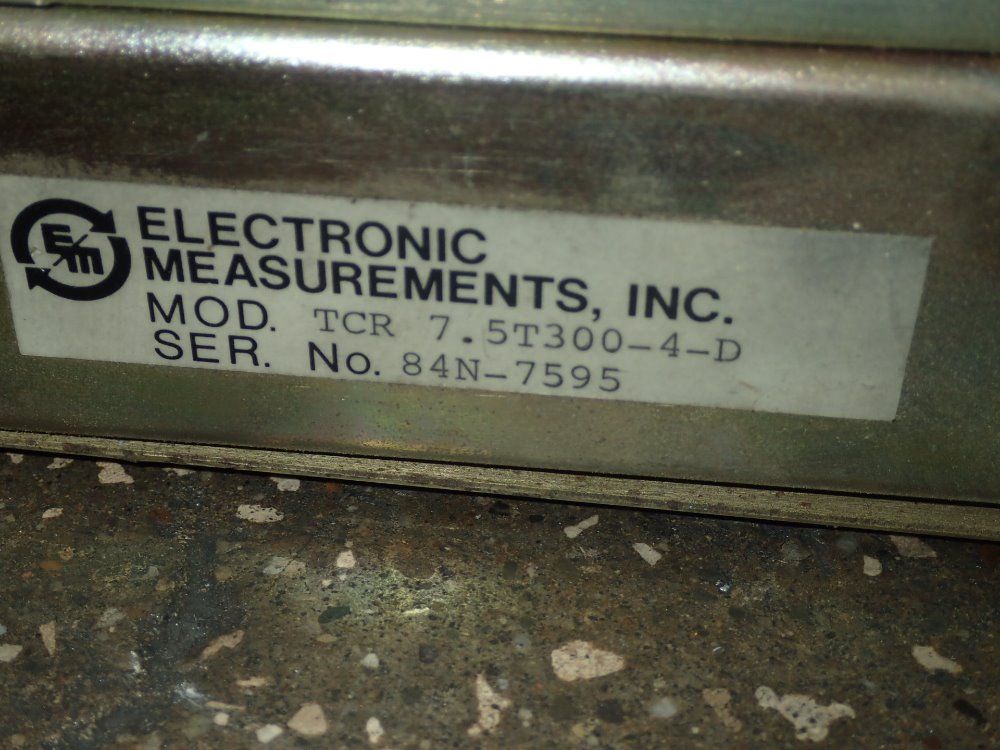 E/m
ELECTRONIC
MEASUREMENTS, INC.
MOD. TCR 7.5T300-4-D
SER. No. 84N-7595